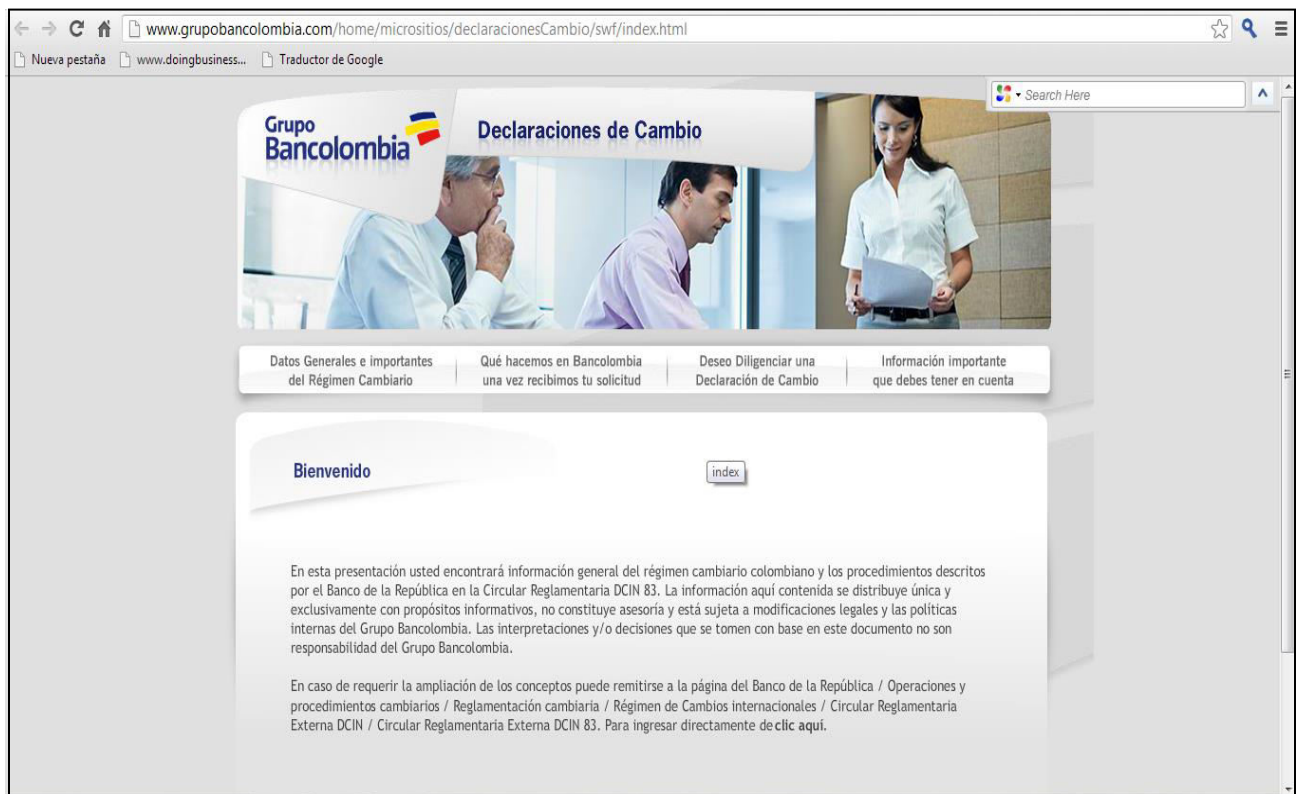 www.grupobancolombia.com/home/micrositios/declaracionesCambio/swf/index.html
Nueva pestaña www.doingbusiness... Traductor de Google
Search Here
Grupo
Bancolombia
Declaraciones de Cambio
Datos Generales e importantes
del Régimen Cambiario
Qué hacemos en Bancolombia
una vez recibimos tu solicitud
Deseo Diligenciar una
Declaración de Cambio
Información importante
que debes tener en cuenta
Bienvenido
index
En esta presentación usted encontrará información general del régimen cambiario colombiano y los procedimientos descritos
por el Banco de la República en la Circular Reglamentaria DCIN 83. La información aquí contenida se distribuye única y
exclusivamente con propósitos informativos, no constituye asesoría y está sujeta a modificaciones legales y las políticas
internas del Grupo Bancolombia. Las interpretaciones y/o decisiones que se tomen con base en este documento no son
responsabilidad del Grupo Bancolombia.
En caso de requerir la ampliación de los conceptos puede remitirse a la página del Banco de la República / Operaciones y
procedimientos cambiarios / Reglamentación cambiaria / Régimen de Cambios internacionales / Circular Reglamentaria
Externa DCIN / Circular Reglamentaria Externa DCIN 83. Para ingresar directamente de clic aquí.